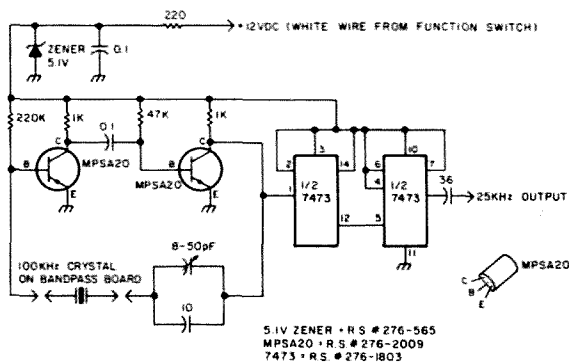 220
+12VDC (WHITE WIRE FROM FUNCTION SWITCH)
ZENER
5.1V
0.1
220K
1K
47K
1K
0.1
C
B
MPSA20
E
C
B
MPSA20
E
2
3
14
1
1/2
7473
12
10
6
7
4
1/2
7473
5
11
36
25KHz OUTPUT
100KHz CRYSTAL
ON BANDPASS BOARD
8-50pF
10
C
B
E
MPSA20
5.1V ZENER = R.S. # 276-565
MPSA20 = R.S. # 276-2009
7473 = R.S. # 276-1803